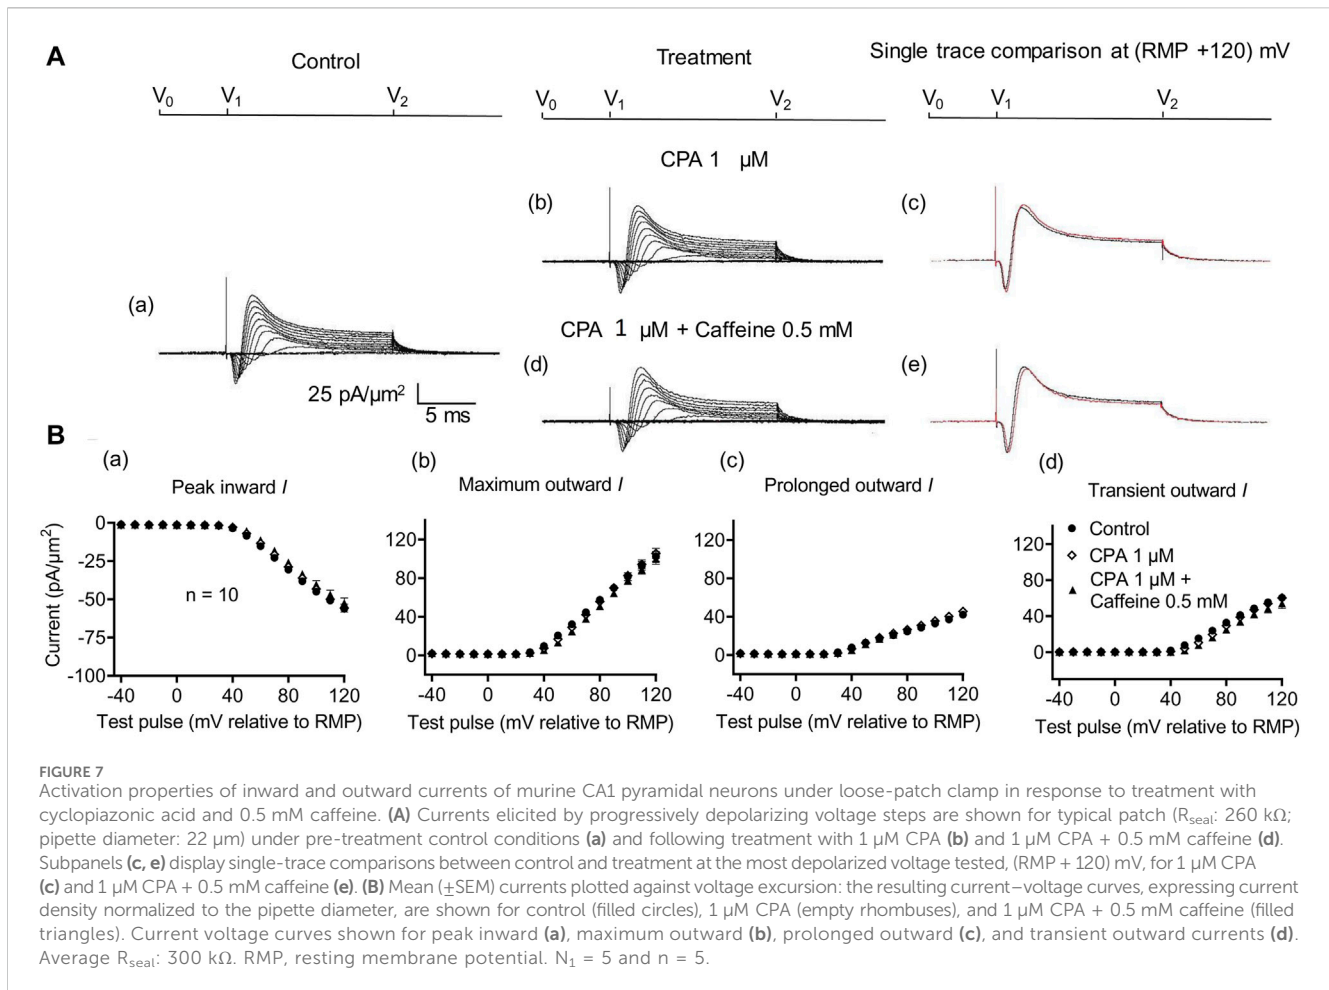 A
Control
Treatment
Single trace comparison at (RMP +120) mV
V0 V1 V2
V0 V1 V2
V0 V1 V2
CPA 1 µM
(b)
(c)
(a)
CPA 1 µM + Caffeine 0.5 mM
(d)
(e)
25 pA/µm²
5 ms
B
(a)
Peak inward I
(b)
Maximum outward I
(c)
Prolonged outward I
(d)
Transient outward I
Current (pA/µm²)
0
-25
-50
-75
-100
n = 10
-40 0 40 80 120
Test pulse (mV relative to RMP)
120
80
40
0
-40 0 40 80 120
Test pulse (mV relative to RMP)
120
80
40
0
-40 0 40 80 120
Test pulse (mV relative to RMP)
120
80
40
0
Control
CPA 1 µM
CPA 1 µM +
Caffeine 0.5 mM
-40 0 40 80 120
Test pulse (mV relative to RMP)
FIGURE 7
Activation properties of inward and outward currents of murine CA1 pyramidal neurons under loose-patch clamp in response to treatment with
cyclopiazonic acid and 0.5 mM caffeine. (A) Currents elicited by progressively depolarizing voltage steps are shown for typical patch (Rseal: 260 kΩ;
pipette diameter: 22 µm) under pre-treatment control conditions (a) and following treatment with 1 µM CPA (b) and 1 µM CPA + 0.5 mM caffeine (d).
Subpanels (c, e) display single-trace comparisons between control and treatment at the most depolarized voltage tested, (RMP + 120) mV, for 1 µM CPA
(c) and 1 µM CPA + 0.5 mM caffeine (e). (B) Mean (±SEM) currents plotted against voltage excursion: the resulting current–voltage curves, expressing current
density normalized to the pipette diameter, are shown for control (filled circles), 1 µM CPA (empty rhombuses), and 1 µM CPA + 0.5 mM caffeine (filled
triangles). Current voltage curves shown for peak inward (a), maximum outward (b), prolonged outward (c), and transient outward currents (d).
Average Rseal: 300 kΩ. RMP, resting membrane potential. N1 = 5 and n = 5.